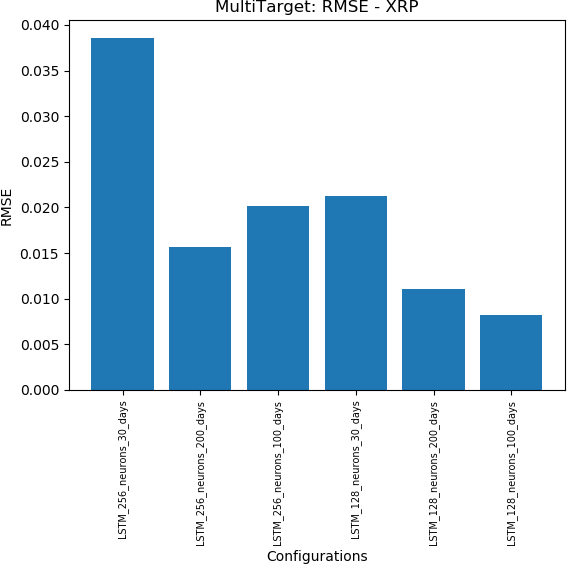 MultiTarget: RMSE - XRP
0.040
0.035
0.030
0.025
0.020
0.015
0.010
0.005
0.000
RMSE
LSTM_256_neurons_30_days
LSTM_256_neurons_200_days
LSTM_256_neurons_100_days
LSTM_128_neurons_30_days
LSTM_128_neurons_200_days
LSTM_128_neurons_100_days
Configurations